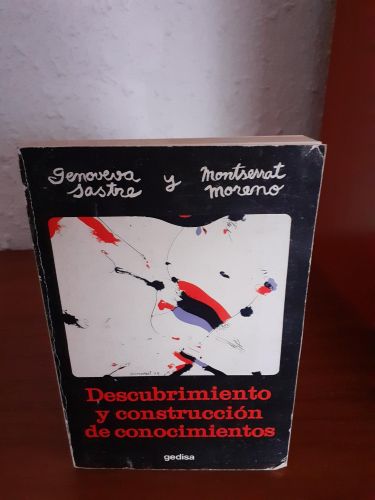 genoveva y montserrat
sastre moreno
Descubrimiento
y construcción
de conocimientos
gedisa